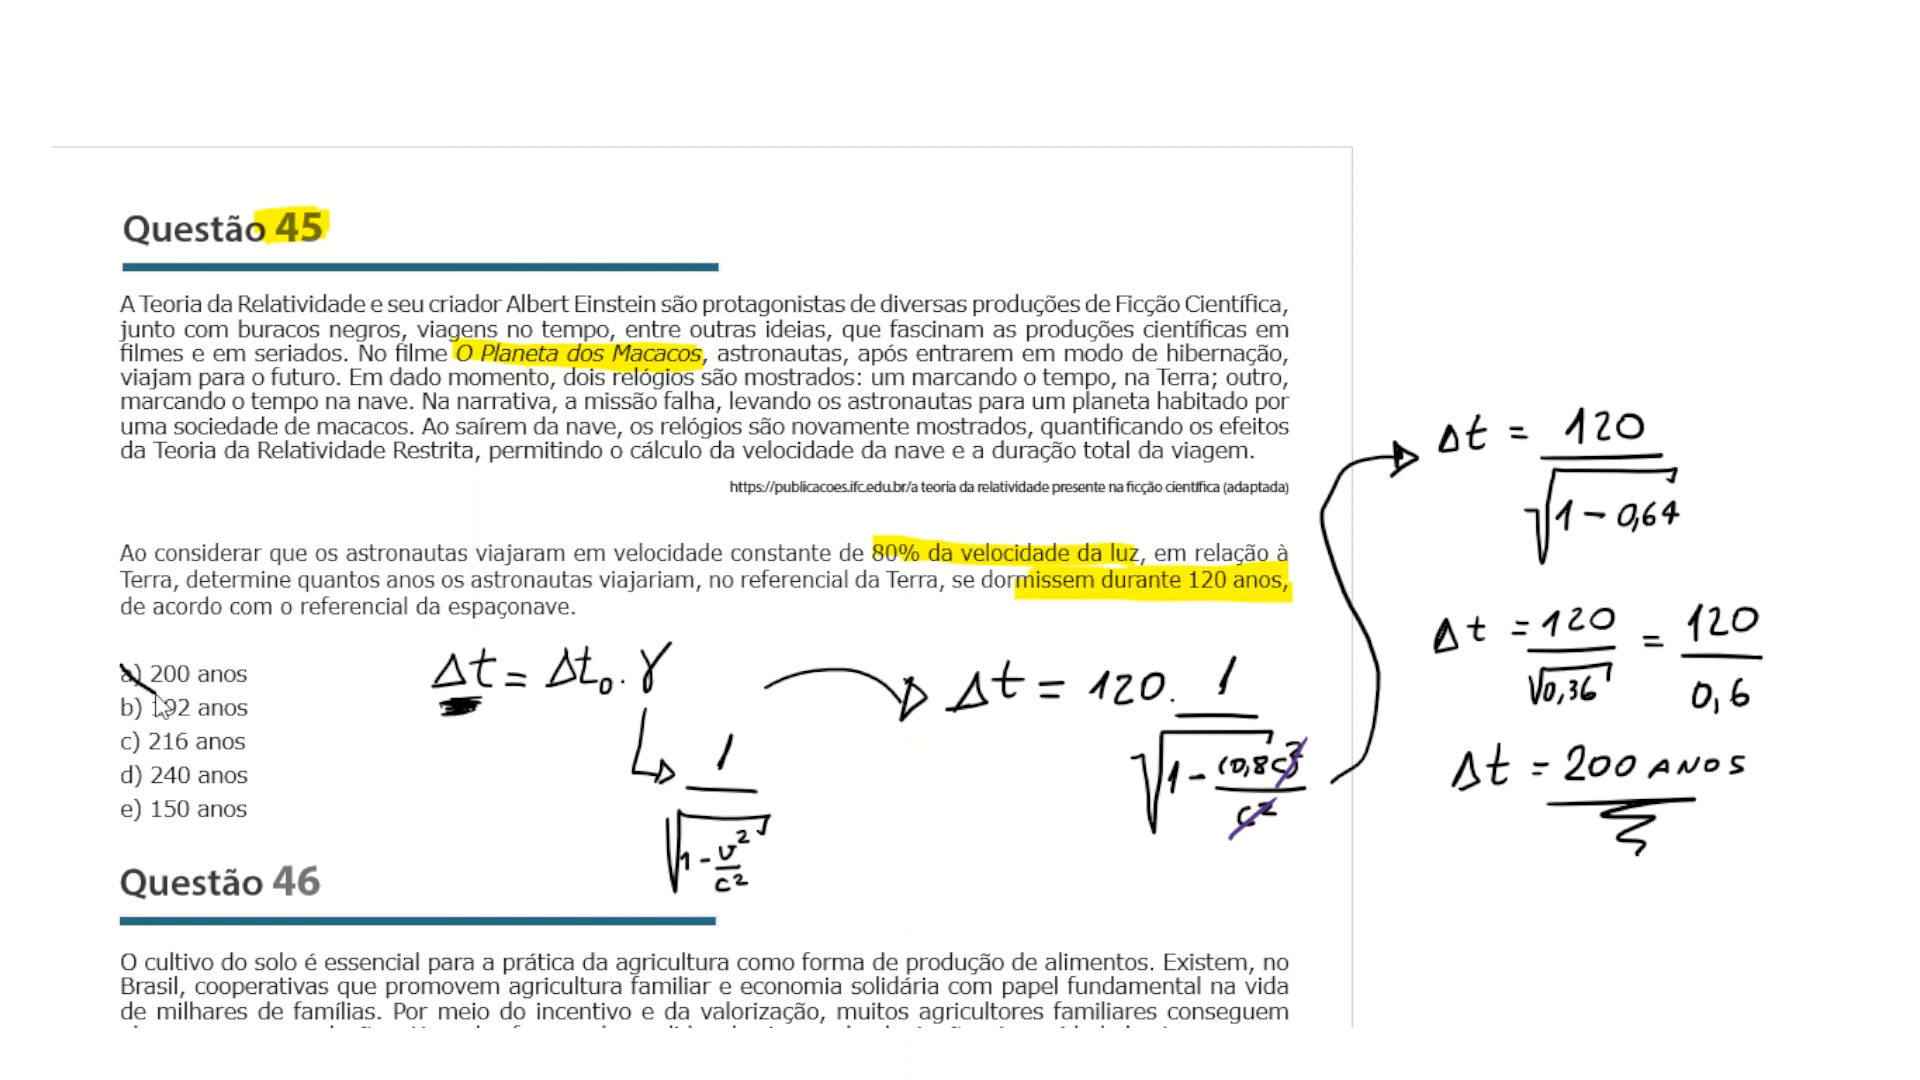 Questão 45
A Teoria da Relatividade e seu criador Albert Einstein são protagonistas de diversas produções de Ficção Científica,
junto com buracos negros, viagens no tempo, entre outras ideias, que fascinam as produções científicas em
filmes e em seriados. No filme O Planeta dos Macacos, astronautas, após entrarem em modo de hibernação,
viajam para o futuro. Em dado momento, dois relógios são mostrados: um marcando o tempo, na Terra; outro,
marcando o tempo na nave. Na narrativa, a missão falha, levando os astronautas para um planeta habitado por
uma sociedade de macacos. Ao saírem da nave, os relógios são novamente mostrados, quantificando os efeitos
da Teoria da Relatividade Restrita, permitindo o cálculo da velocidade da nave e a duração total da viagem.
https://publicacoes.ifc.edu.br/a teoria da relatividade presente na ficção científica (adaptada)
Ao considerar que os astronautas viajaram em velocidade constante de 80% da velocidade da luz, em relação à
Terra, determine quantos anos os astronautas viajariam, no referencial da Terra, se dormissem durante 120 anos,
de acordo com o referencial da espaçonave.
a) 200 anos
b) 192 anos
c) 216 anos
d) 240 anos
e) 150 anos
Δt = Δt₀ . γ
1
√1 - v²
c²
Δt = 120 . 1
√1 - (0,8c)²
c²
Δt = 120
√1 - 0,64
Δt = 120 = 120
√0,36 0,6
Δt = 200 ANOS
Questão 46
O cultivo do solo é essencial para a prática da agricultura como forma de produção de alimentos. Existem, no
Brasil, cooperativas que promovem agricultura familiar e economia solidária com papel fundamental na vida
de milhares de famílias. Por meio do incentivo e da valorização, muitos agricultores familiares conseguem